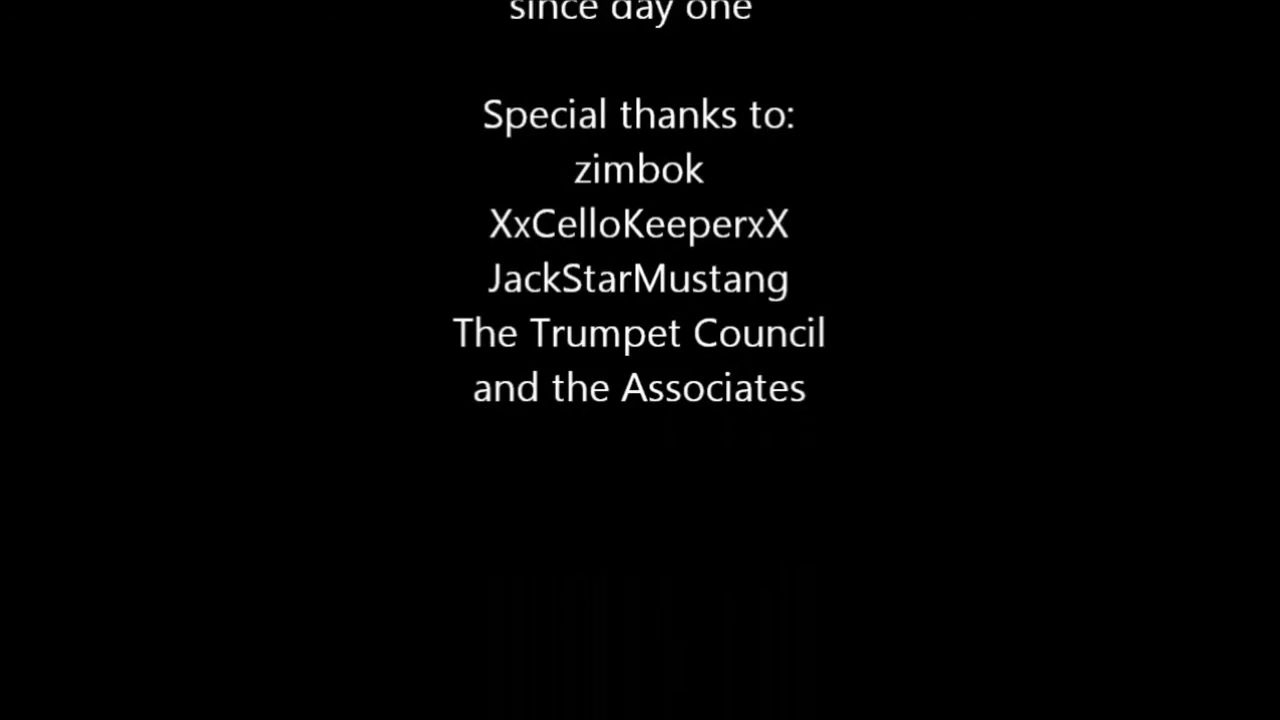 since day one
Special thanks to:
zimbok
XxCelloKeeperxX
JackStarMustang
The Trumpet Council
and the Associates